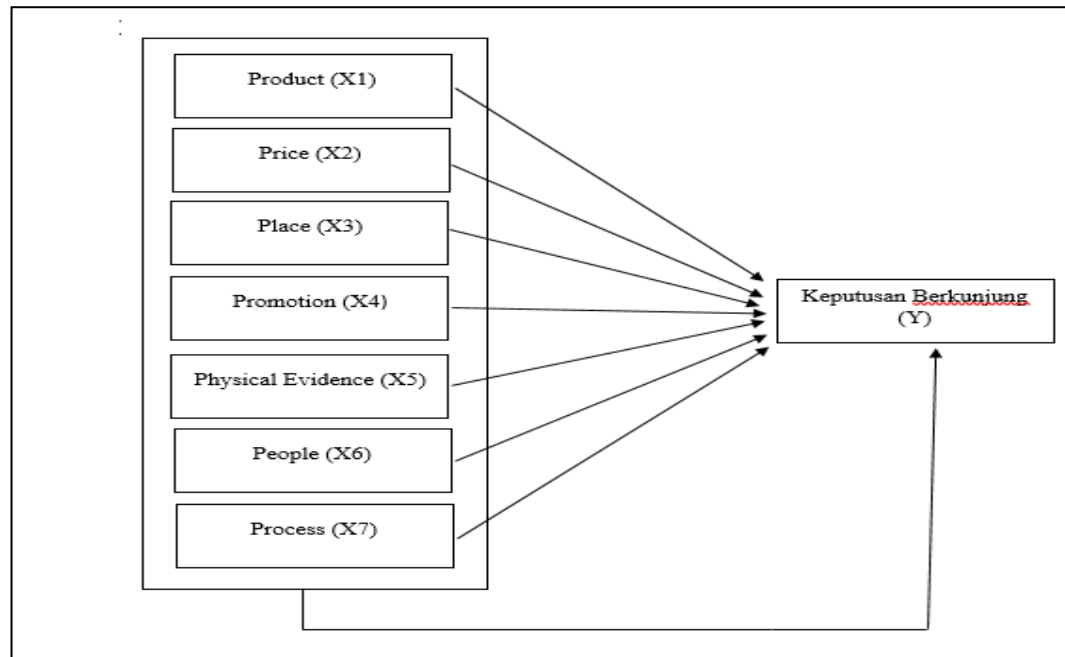 :
Product (X1)
Price (X2)
Place (X3)
Promotion (X4}
Physical Evidence (X5)
People (X6)
Process (X7)
Keputusan Berkunjung
(Y)